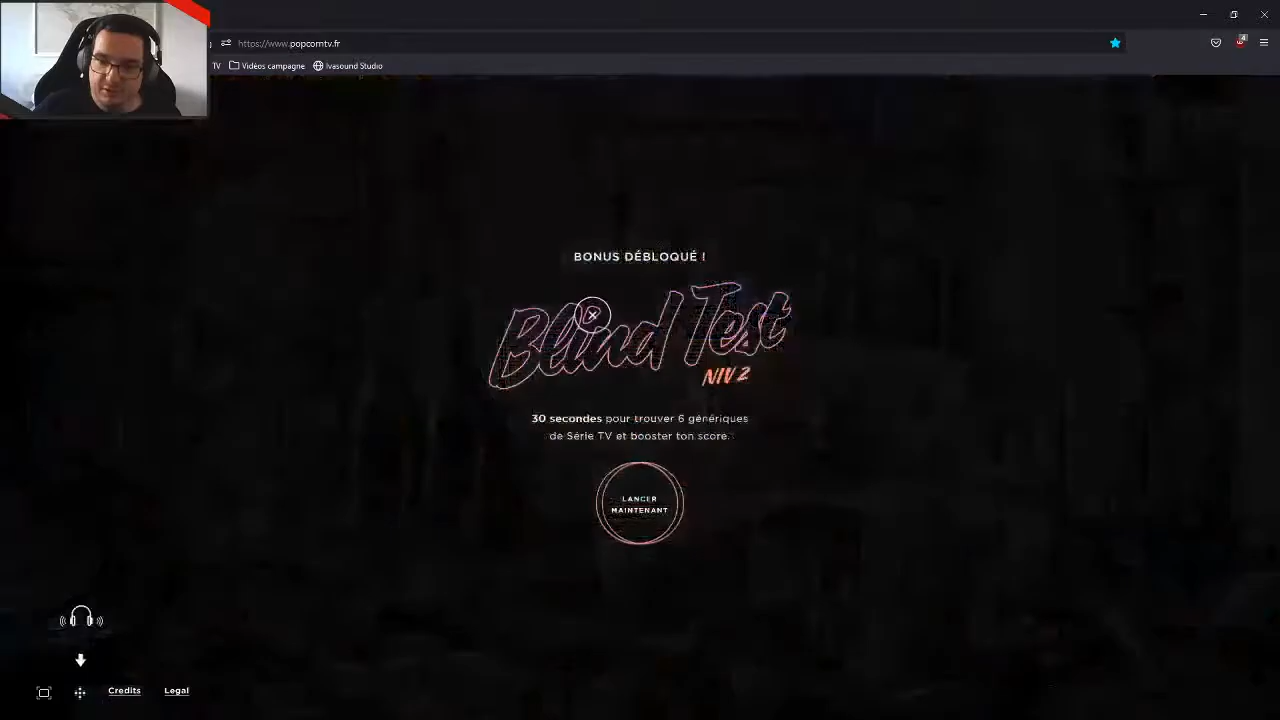 https://www.popcorntv.fr
4
TV Vidéos campagne Ivasound Studio
BONUS DÉBLOQUÉ !
Blind Test
NIV 2
30 secondes pour trouver 6 génériques
de Série TV et booster ton score.
LANCER
MAINTENANT
Credits Legal